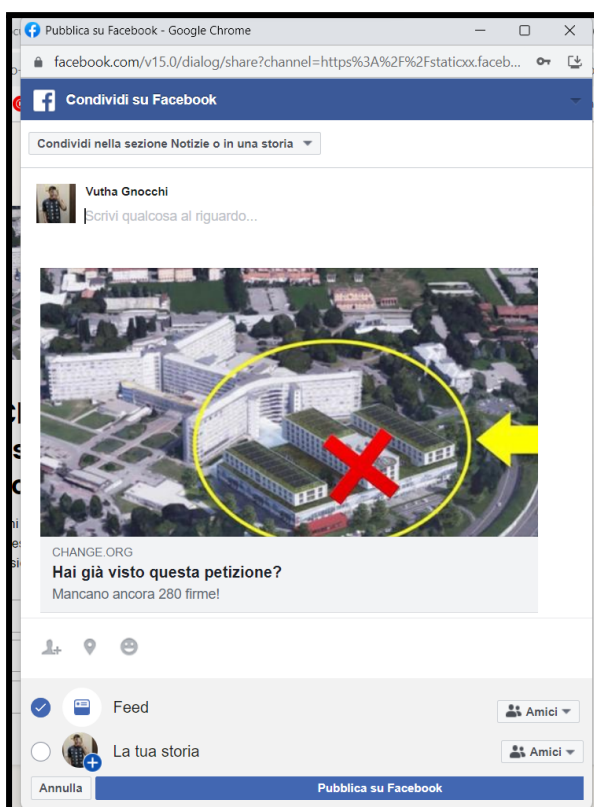 Pubblica su Facebook - Google Chrome
facebook.com/v15.0/dialog/share?channel=https%3A%2F%2Fstaticxx.faceb...
Condividi su Facebook
Condividi nella sezione Notizie o in una storia
Vutha Gnocchi
Scrivi qualcosa al riguardo...
CHANGE.ORG
Hai già visto questa petizione?
Mancano ancora 280 firme!
Feed
Amici
La tua storia
Amici
Annulla
Pubblica su Facebook